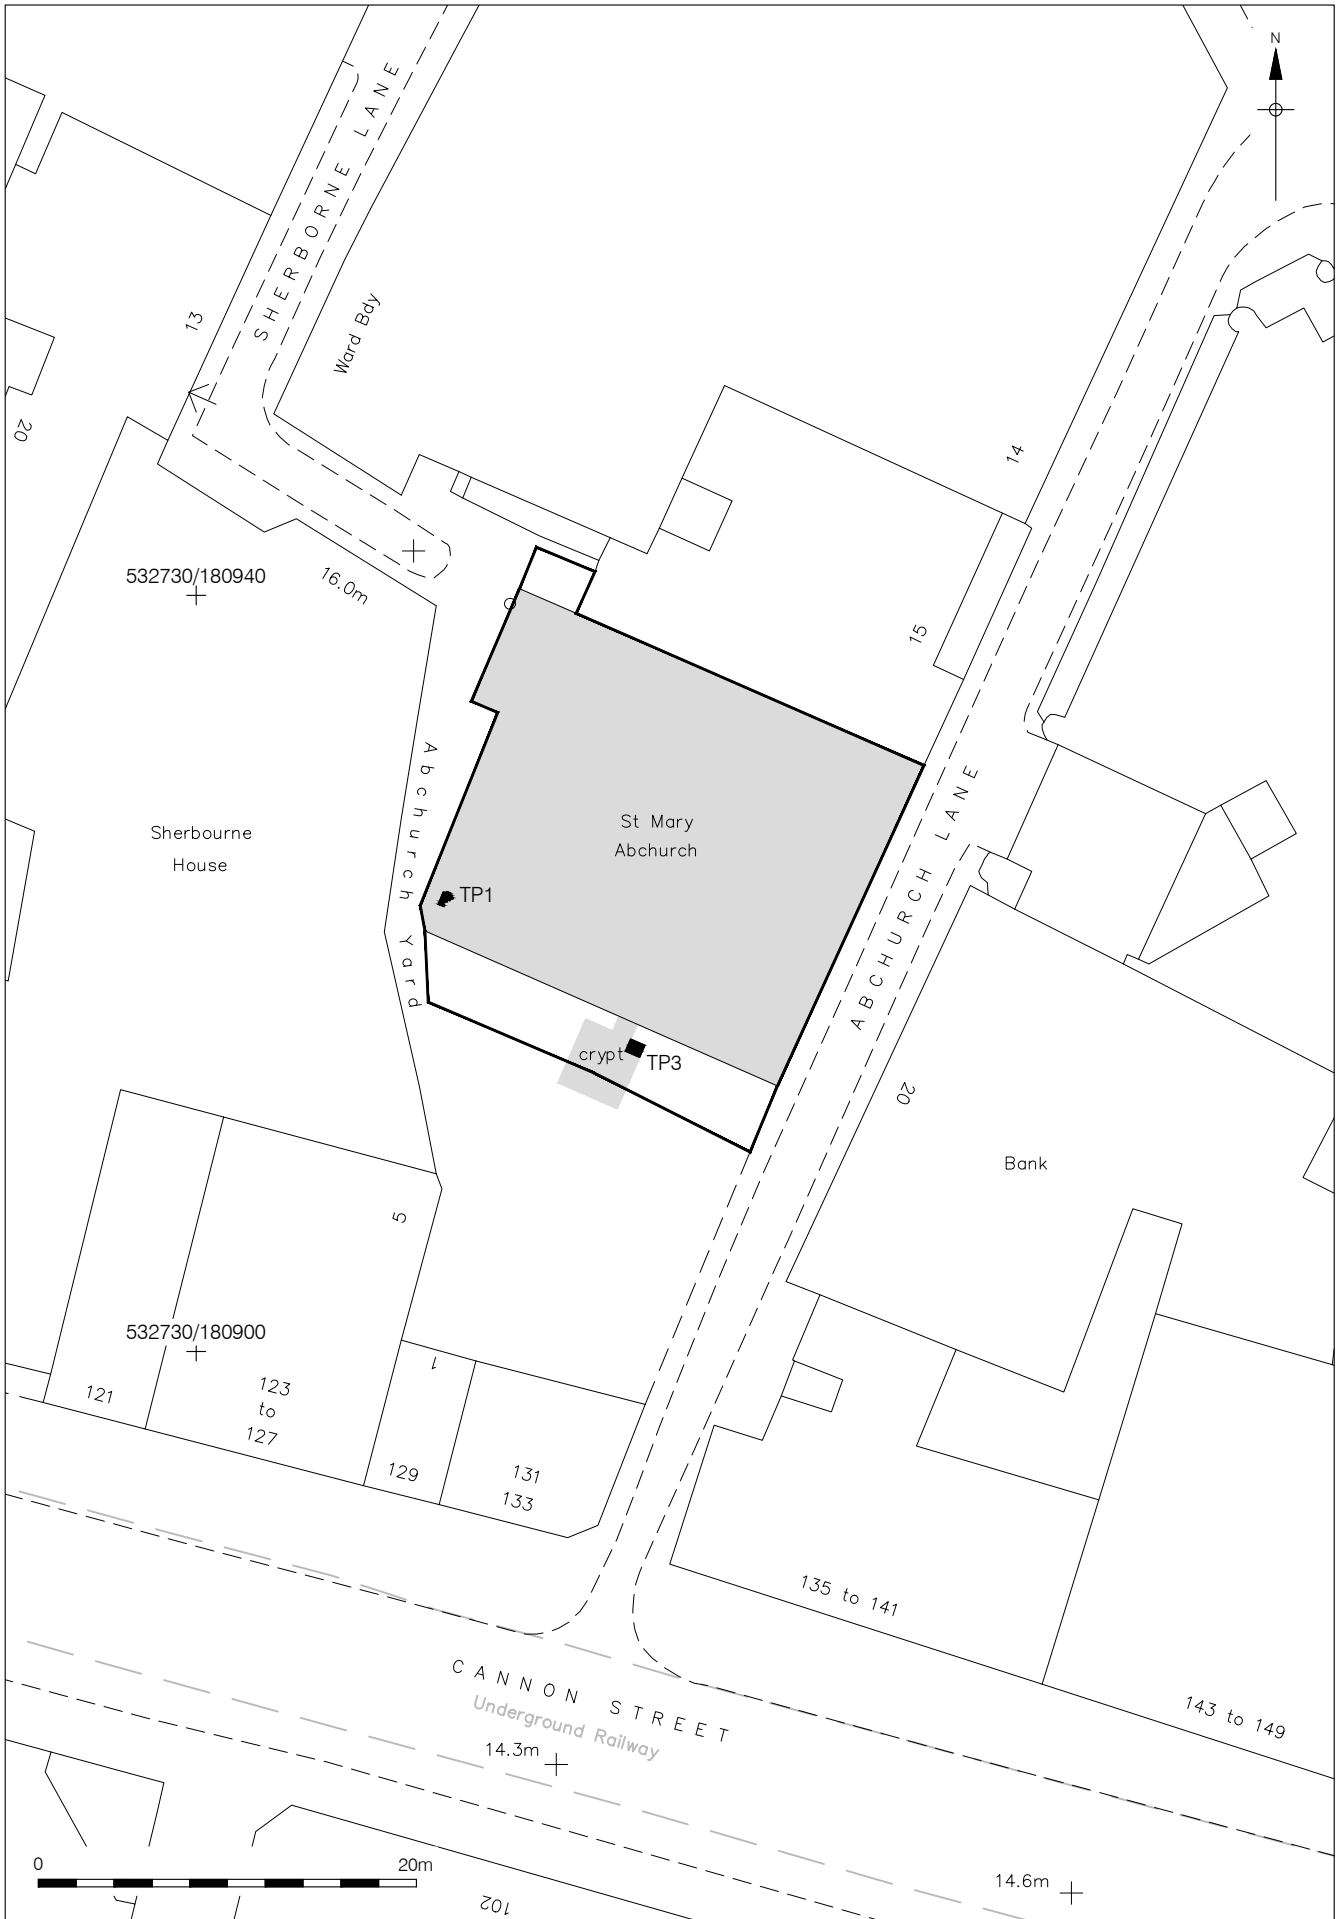 N
SHERBORNE LANE
13
Ward Bdy
20
14
532730/180940
16.0m
15
Abchurch Yard
Sherbourne
House
St Mary
Abchurch
ABCHURCH LANE
TP1
crypt
TP3
20
Bank
5
532730/180900
121
123
to
127
1
129
131
133
135 to 141
CANNON STREET
Underground Railway
143 to 149
14.3m
0
20m
14.6m
102